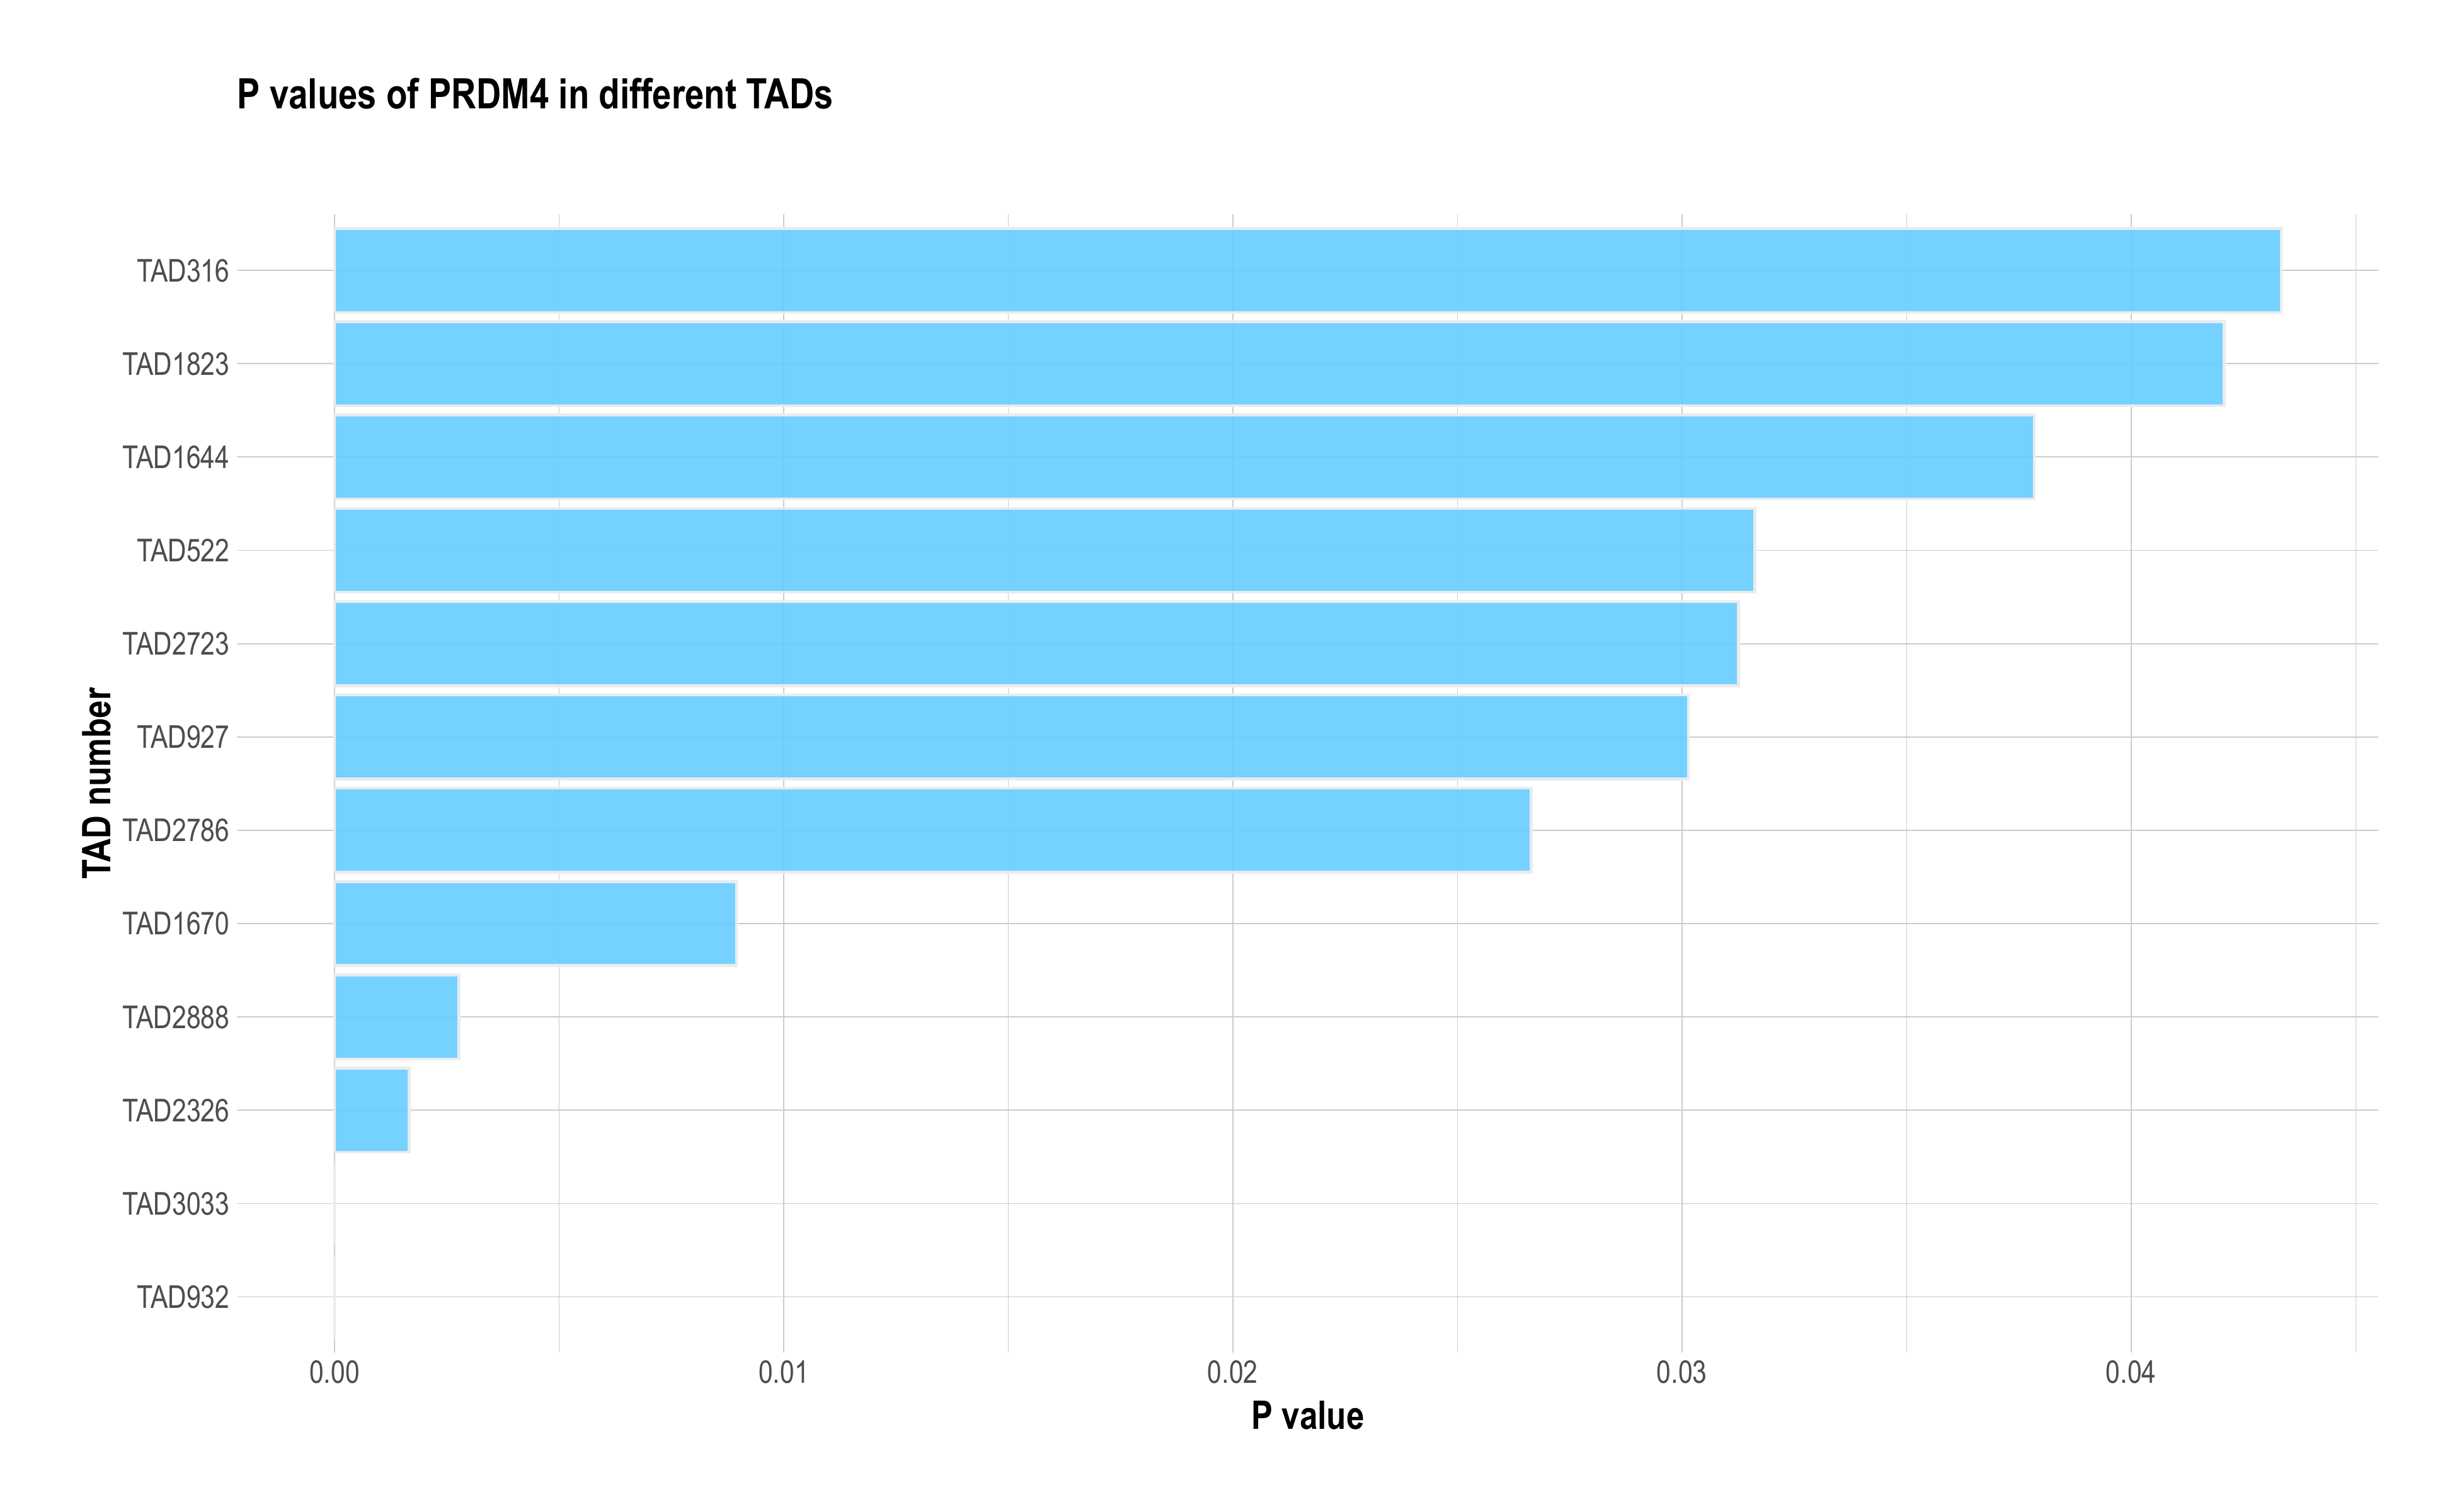 P values of PRDM4 in different TADs
TAD316
TAD1823
TAD1644
TAD522
TAD2723
TAD927
TAD2786
TAD1670
TAD2888
TAD2326
TAD3033
TAD932
TAD number
0.00 0.01 0.02 0.03 0.04
P value